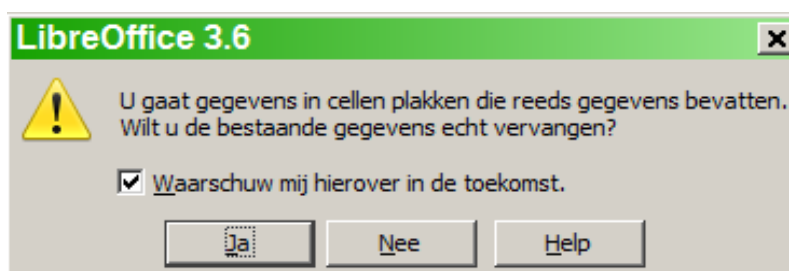 LibreOffice 3.6
U gaat gegevens in cellen plakken die reeds gegevens bevatten.
Wilt u de bestaande gegevens echt vervangen?
Waarschuw mij hierover in de toekomst.
Ja Nee Help